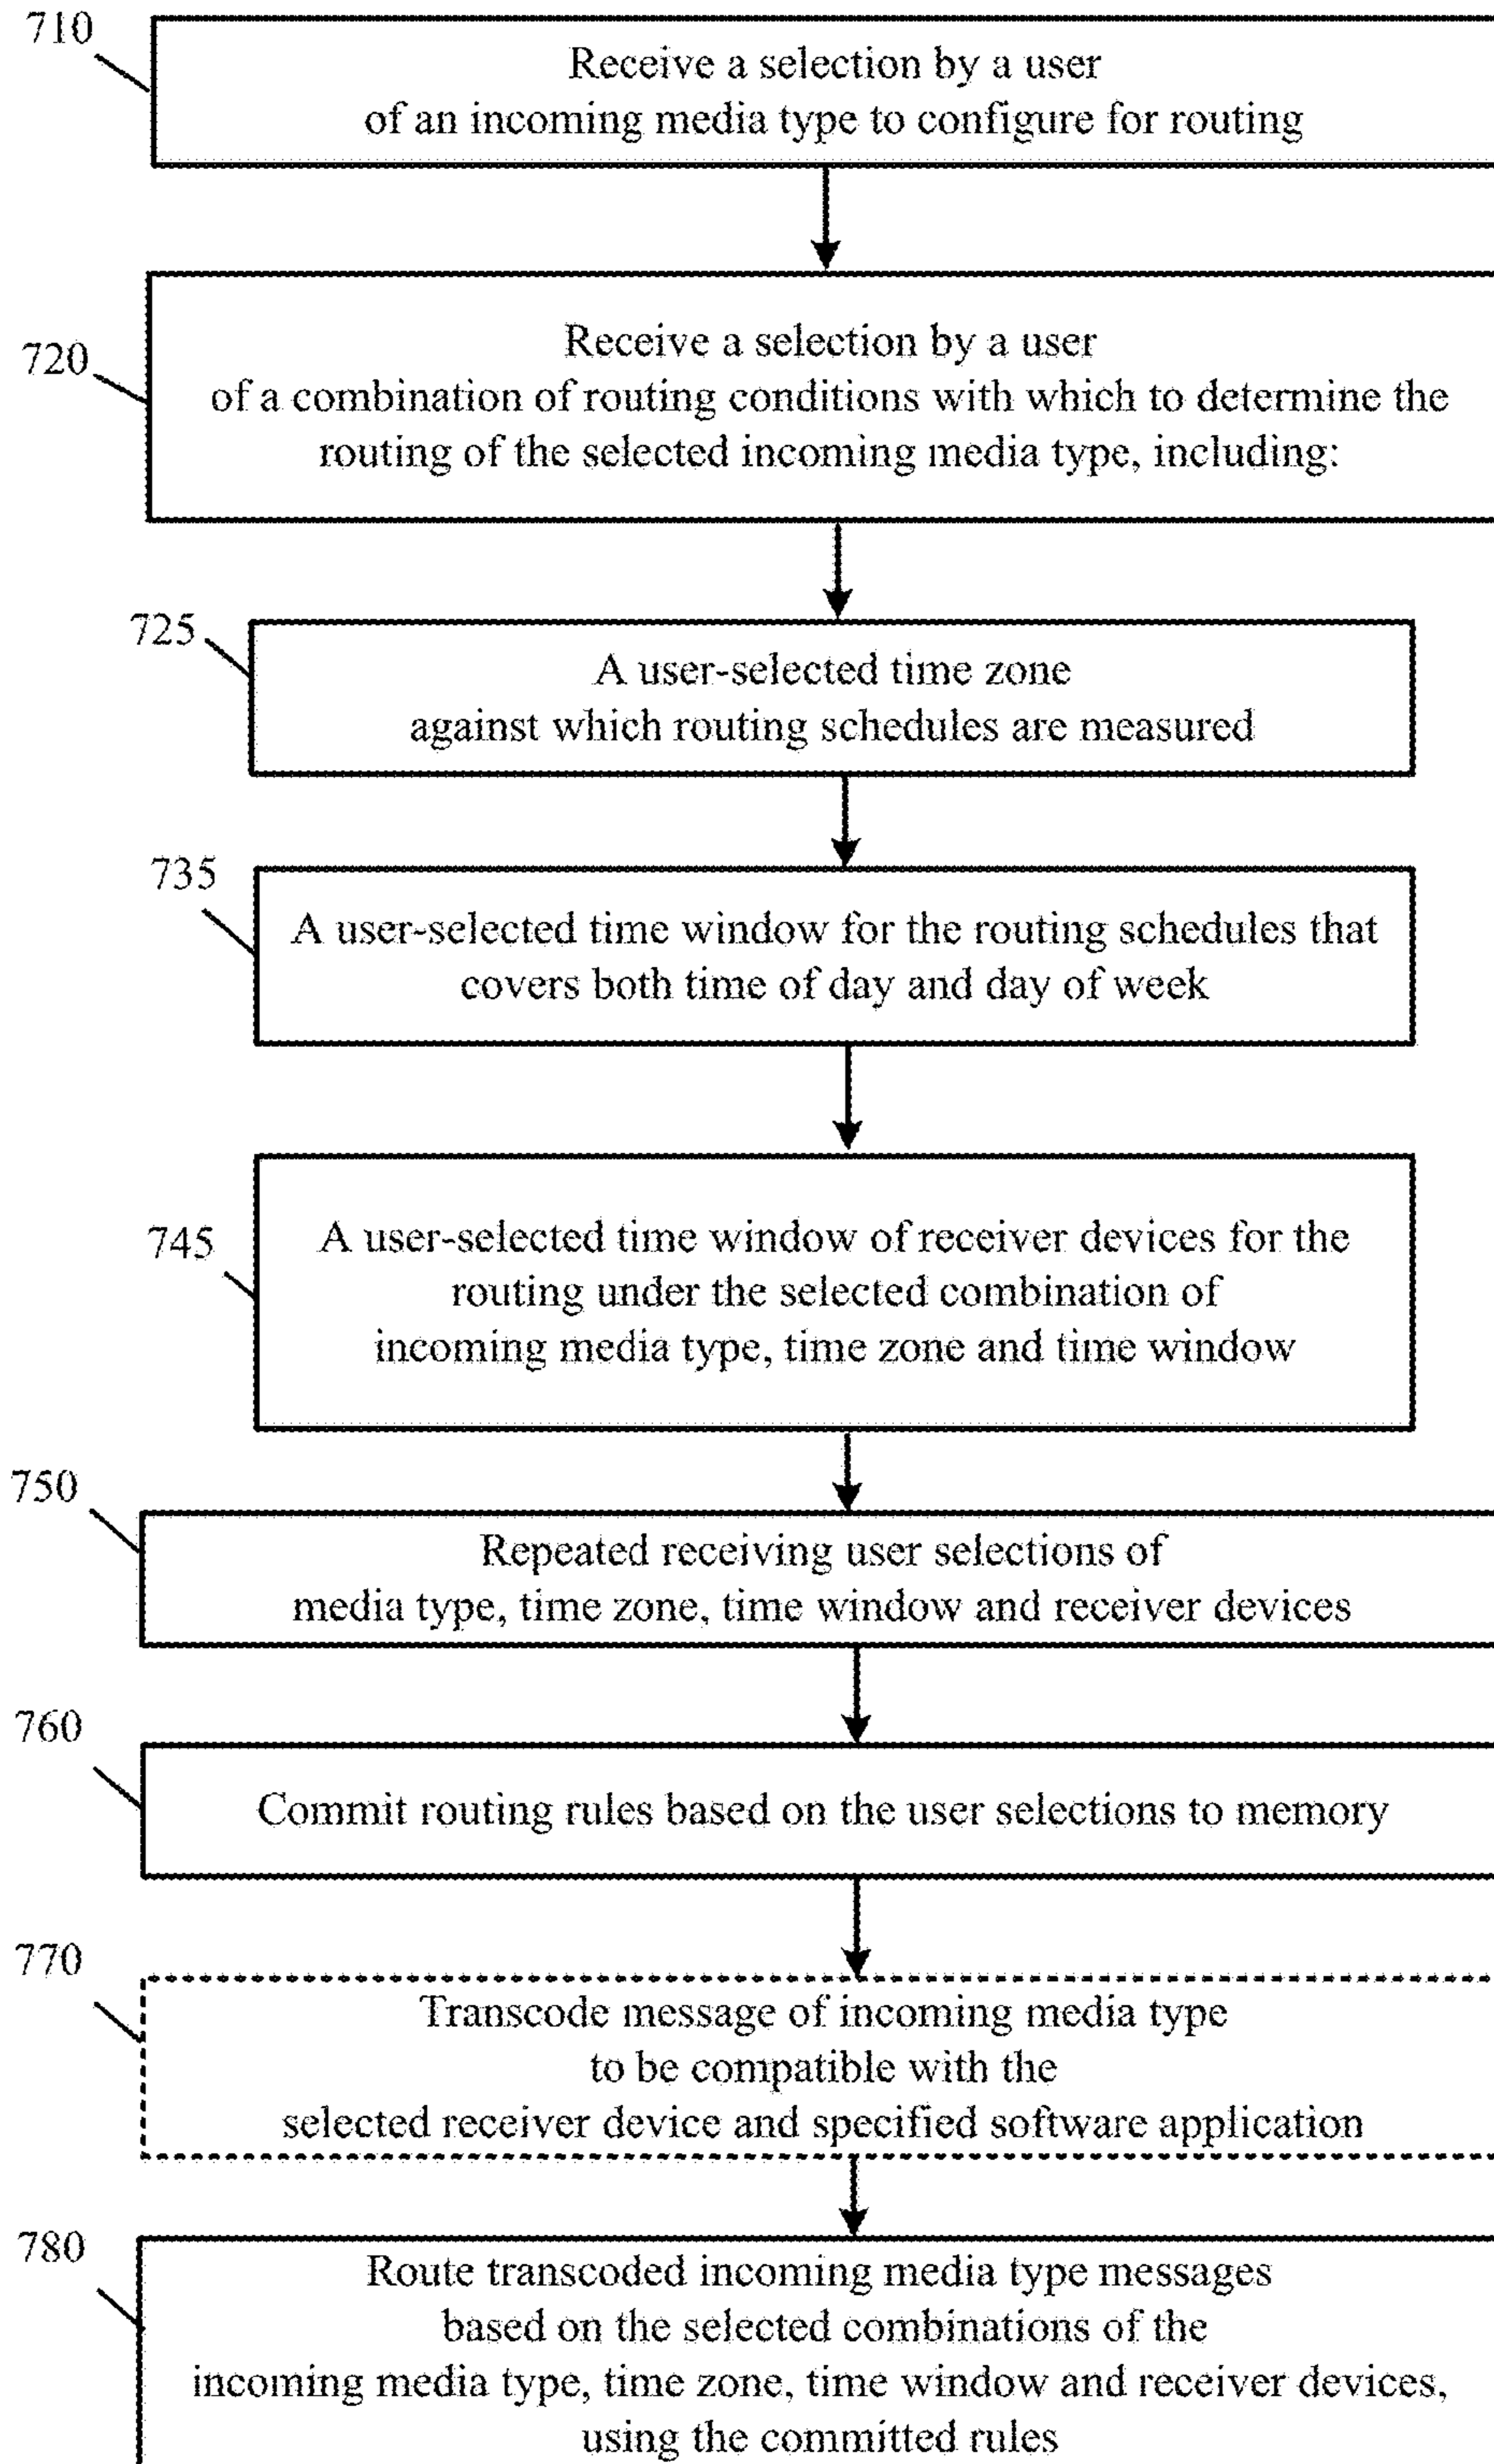 710
Receive a selection by a user
of an incoming media type to configure for routing
720
Receive a selection by a user
of a combination of routing conditions with which to determine the
routing of the selected incoming media type, including:
725
A user-selected time zone
against which routing schedules are measured
735
A user-selected time window for the routing schedules that
covers both time of day and day of week
745
A user-selected time window of receiver devices for the
routing under the selected combination of
incoming media type, time zone and time window
750
Repeated receiving user selections of
media type, time zone, time window and receiver devices
760
Commit routing rules based on the user selections to memory
770
Transcode message of incoming media type
to be compatible with the
selected receiver device and specified software application
780
Route transcoded incoming media type messages
based on the selected combinations of the
incoming media type, time zone, time window and receiver devices,
using the committed rules